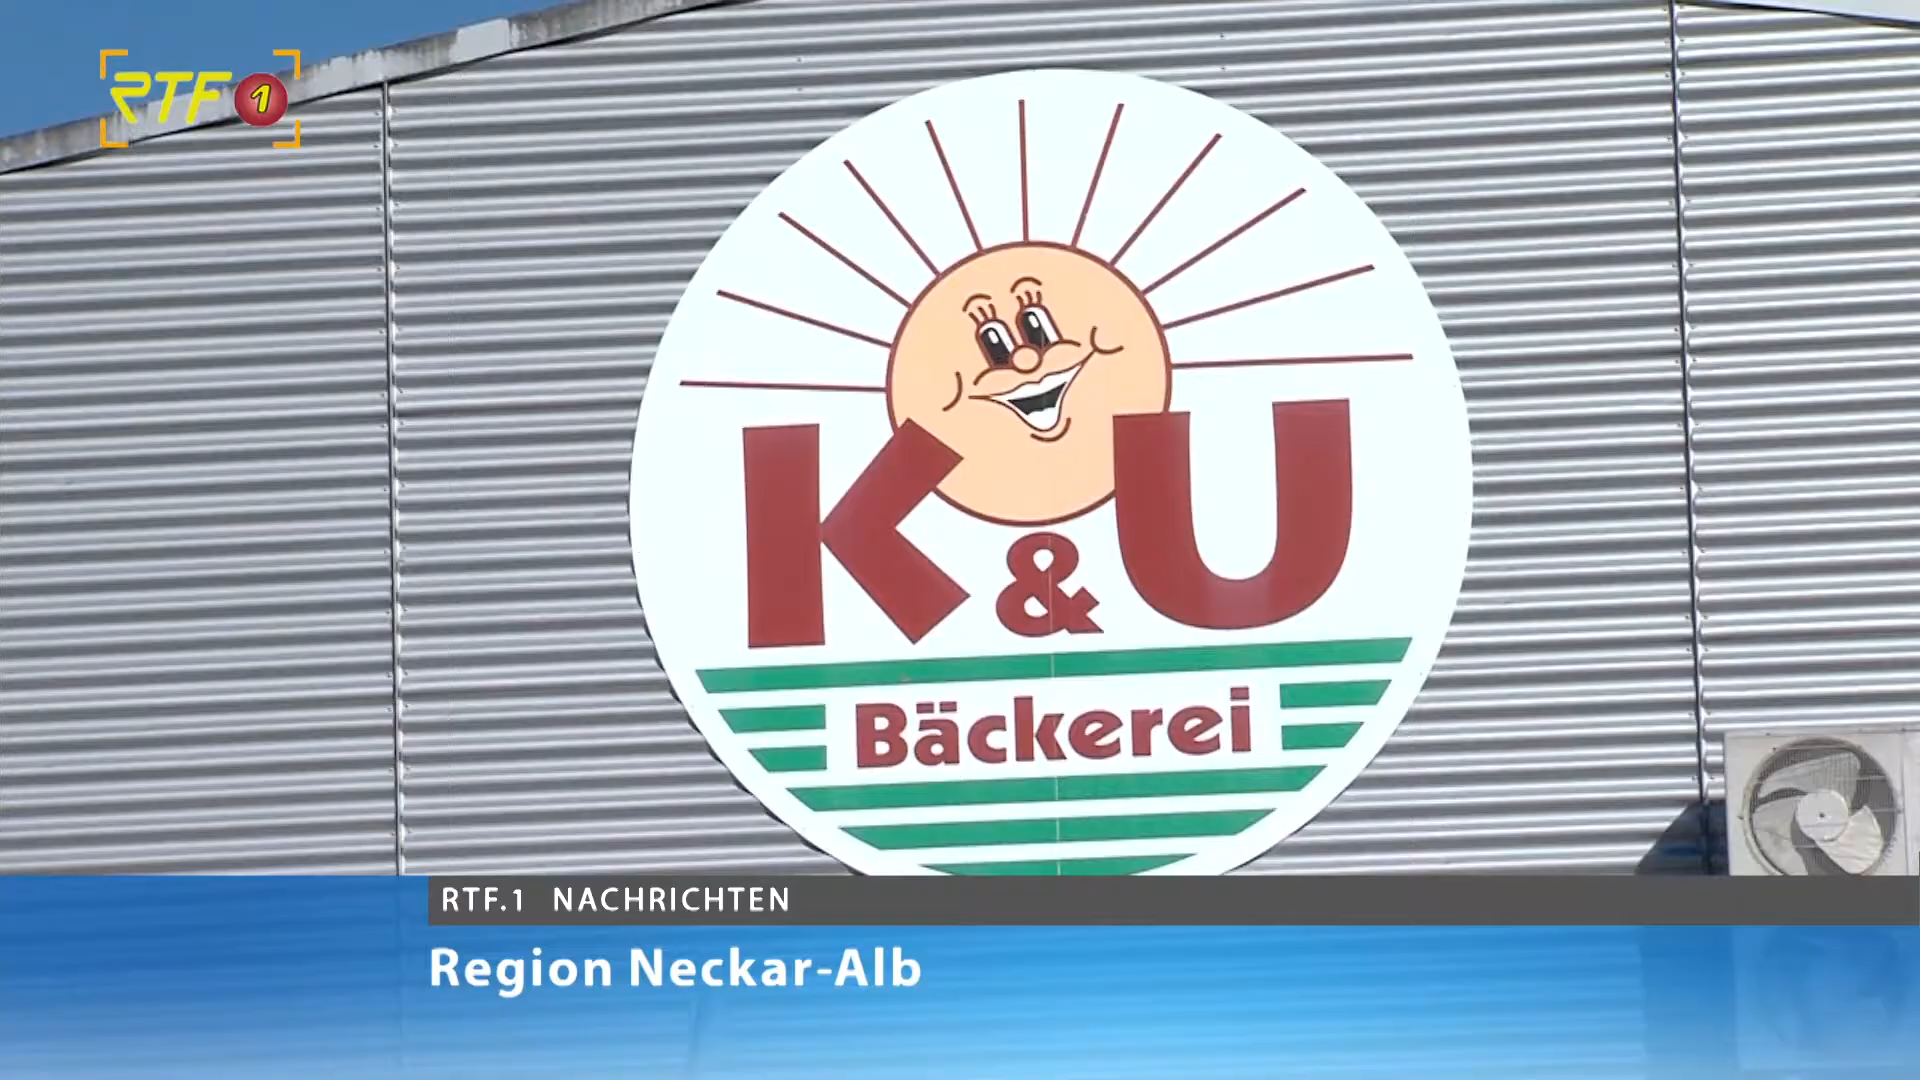 RTF 1
K & U
Bäckerei
RTF.1 NACHRICHTEN
Region Neckar-Alb